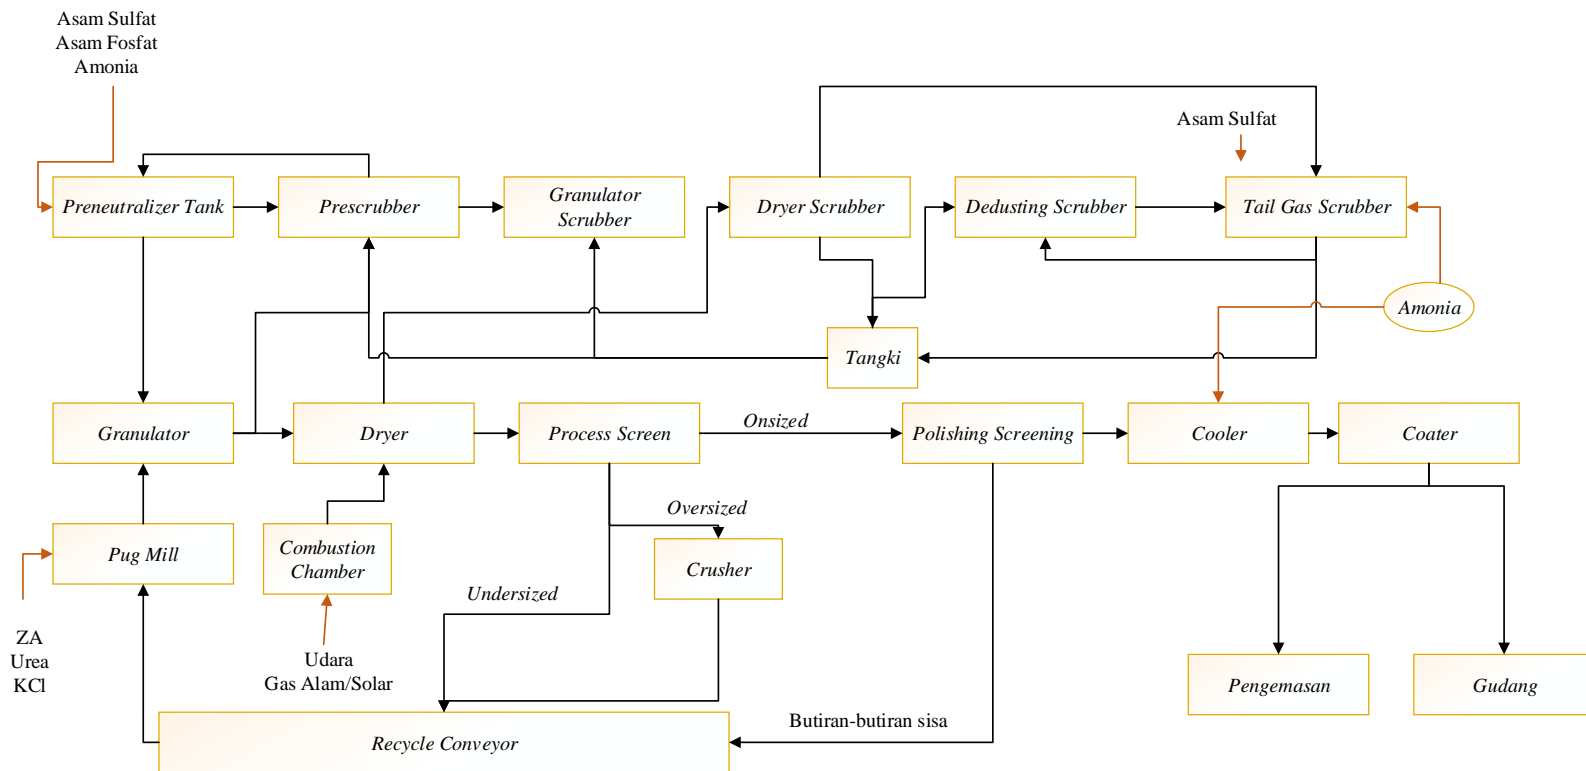 Asam Sulfat
Asam Fosfat
Amonia
Asam Sulfat
Preneutralizer Tank
Prescrubber
Granulator
Scrubber
Dryer Scrubber
Dedusting Scrubber
Tail Gas Scrubber
Amonia
Tangki
Granulator
Dryer
Process Screen
Onsized
Polishing Screening
Cooler
Coater
Oversized
Pug Mill
Combustion
Chamber
Crusher
Undersized
ZA
Urea
KCl
Udara
Gas Alam/Solar
Pengemasan
Gudang
Butiran-butiran sisa
Recycle Conveyor